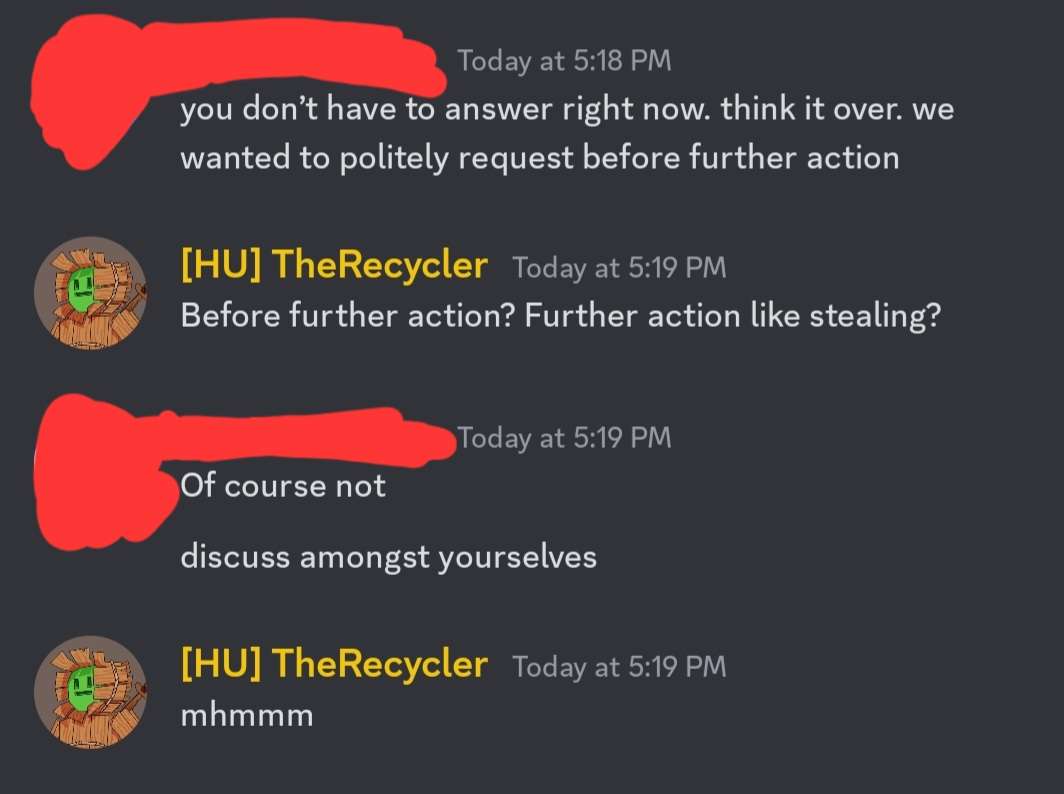 Today at 5:18 PM
you don’t have to answer right now. think it over. we
wanted to politely request before further action
[HU] TheRecycler Today at 5:19 PM
Before further action? Further action like stealing?
Today at 5:19 PM
Of course not
discuss amongst yourselves
[HU] TheRecycler Today at 5:19 PM
mhmmm